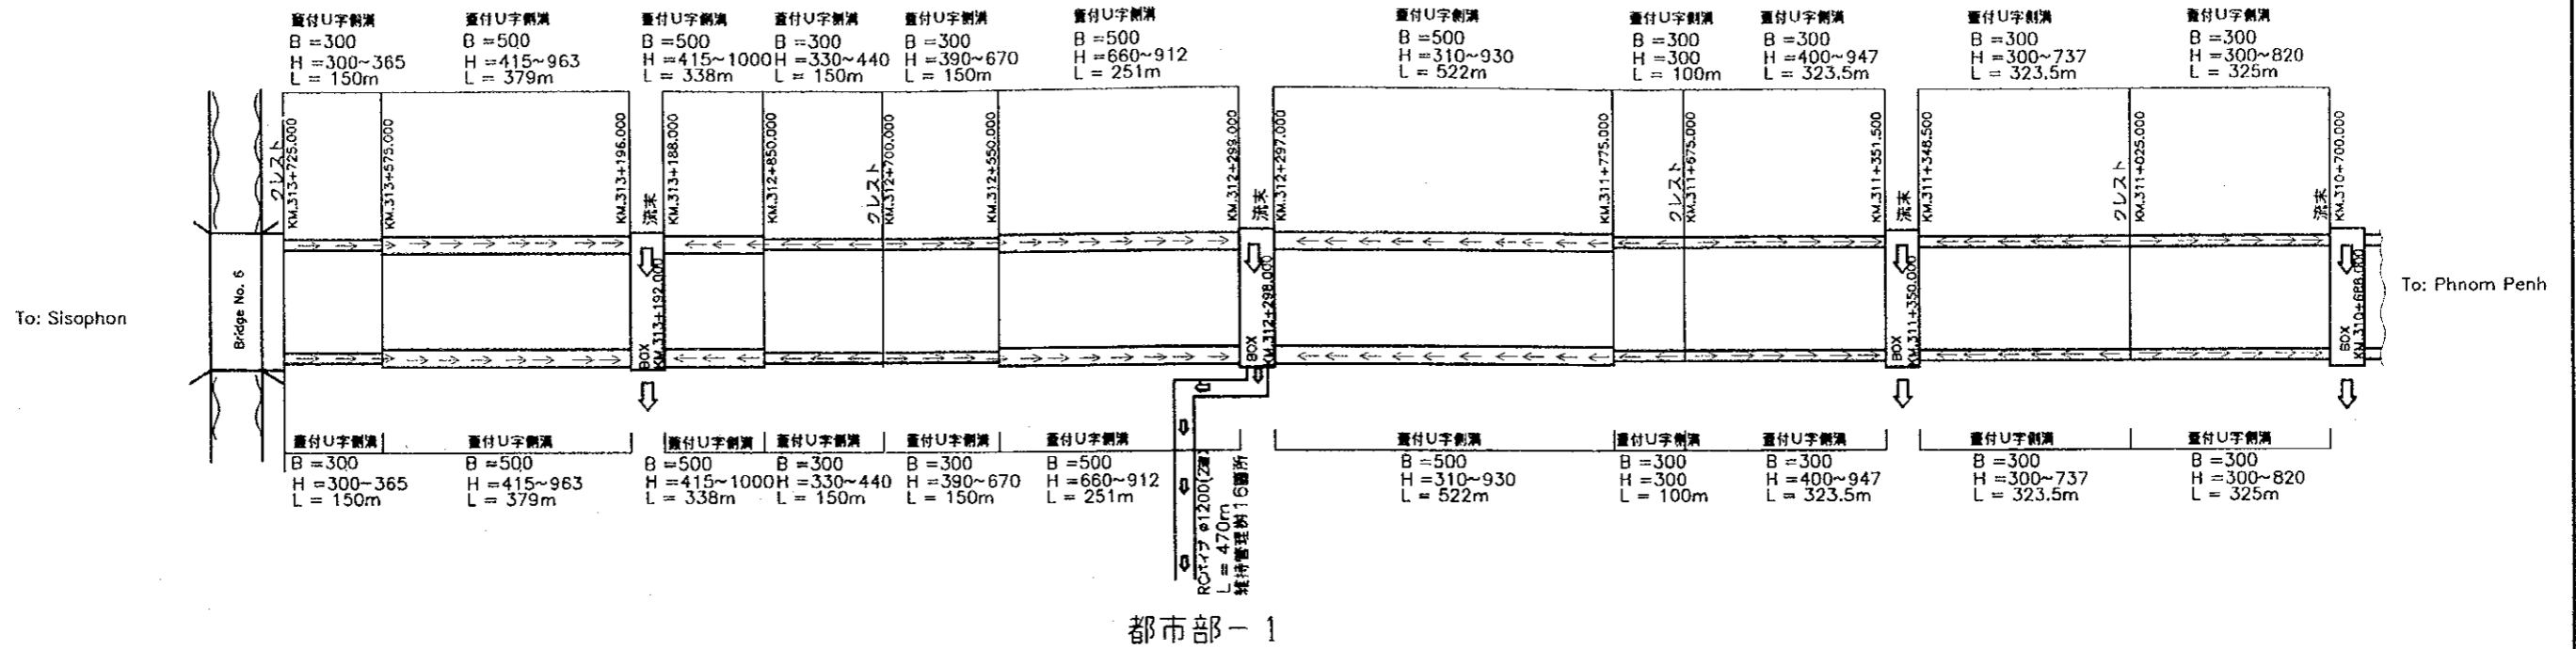 蓋付U字側溝
B =300
H =300~365
L = 150m
蓋付U字側溝
B =500
H =415~963
L = 379m
蓋付U字側溝
B =500
H =415~1000
L = 338m
蓋付U字側溝
B =300
H =330~440
L = 150m
蓋付U字側溝
B =300
H =390~670
L = 150m
蓋付U字側溝
B =500
H =660~912
L = 251m
蓋付U字側溝
B =500
H =310~930
L = 522m
蓋付U字側溝
B =300
H =300
L = 100m
蓋付U字側溝
B =300
H =400~947
L = 323.5m
蓋付U字側溝
B =300
H =300~737
L = 323.5m
蓋付U字側溝
B =300
H =300~820
L = 325m
クレスト
KM.313+725.000
KM.313+575.000
KM.313+196.000
流末
KM.313+188.000
KM.312+850.000
クレスト
KM.312+700.000
KM.312+550.000
KM.312+299.000
流末
KM.312+297.000
KM.311+775.000
クレスト
KM.311+675.000
KM.311+351.500
流末
KM.311+348.500
クレスト
KM.311+025.000
流末
KM.310+700.000
To: Sisophon
Bridge No. 6
BOX
KM.313+192.000
BOX
KM.312+298.000
BOX
KM.311+350.000
BOX
KM.310+688.000
To: Phnom Penh
蓋付U字側溝
B =300
H =300~365
L = 150m
蓋付U字側溝
B =500
H =415~963
L = 379m
蓋付U字側溝
B =500
H =415~1000
L = 338m
蓋付U字側溝
B =300
H =330~440
L = 150m
蓋付U字側溝
B =300
H =390~670
L = 150m
蓋付U字側溝
B =500
H =660~912
L = 251m
蓋付U字側溝
B =500
H =310~930
L = 522m
蓋付U字側溝
B =300
H =300
L = 100m
蓋付U字側溝
B =300
H =400~947
L = 323.5m
蓋付U字側溝
B =300
H =300~737
L = 323.5m
蓋付U字側溝
B =300
H =300~820
L = 325m
RCパイプ φ1200(2連)
L = 470m
維持管理桝16箇所
都市部－1